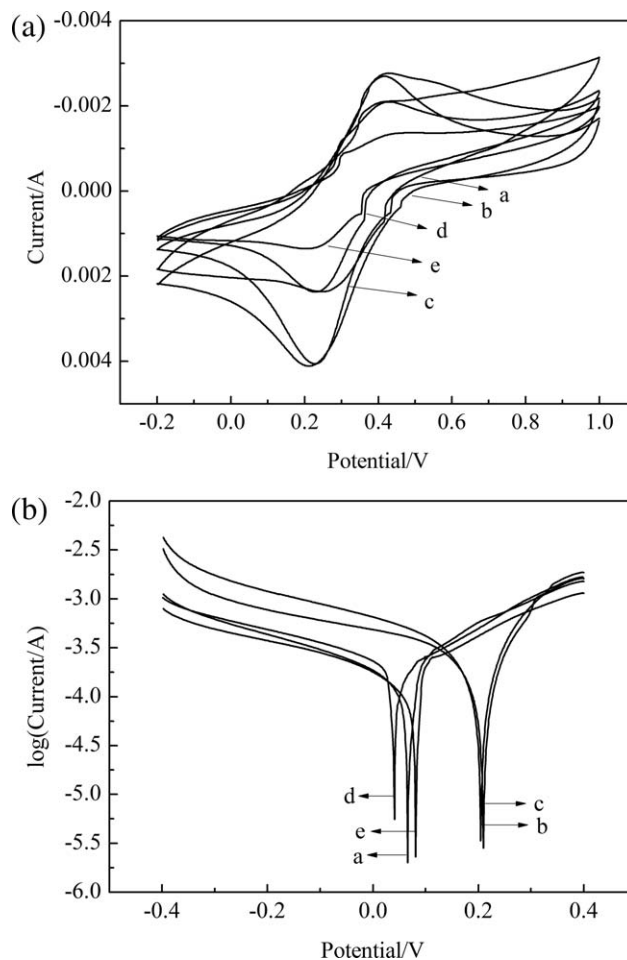 (a)
-0.004
-0.002
0.000
0.002
0.004
Current/A
a
b
d
e
c
-0.2 0.0 0.2 0.4 0.6 0.8 1.0
Potential/V
(b)
-2.0
-2.5
-3.0
-3.5
-4.0
-4.5
-5.0
-5.5
-6.0
log(Current/A)
d
c
e
b
a
-0.4 -0.2 0.0 0.2 0.4
Potential/V